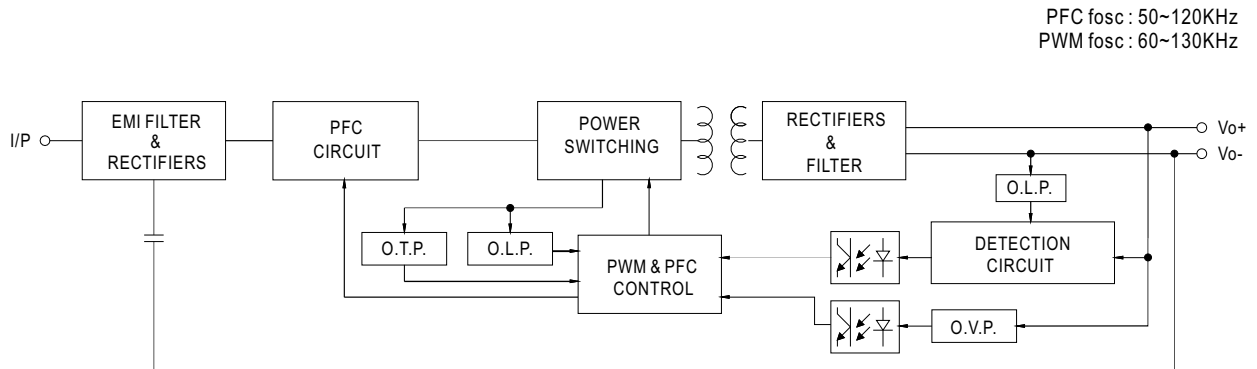 PFC fosc : 50~120KHz
PWM fosc : 60~130KHz
I/P
EMI FILTER
&
RECTIFIERS
PFC
CIRCUIT
POWER
SWITCHING
RECTIFIERS
&
FILTER
Vo+
Vo-
O.L.P.
O.T.P.
O.L.P.
PWM & PFC
CONTROL
DETECTION
CIRCUIT
O.V.P.